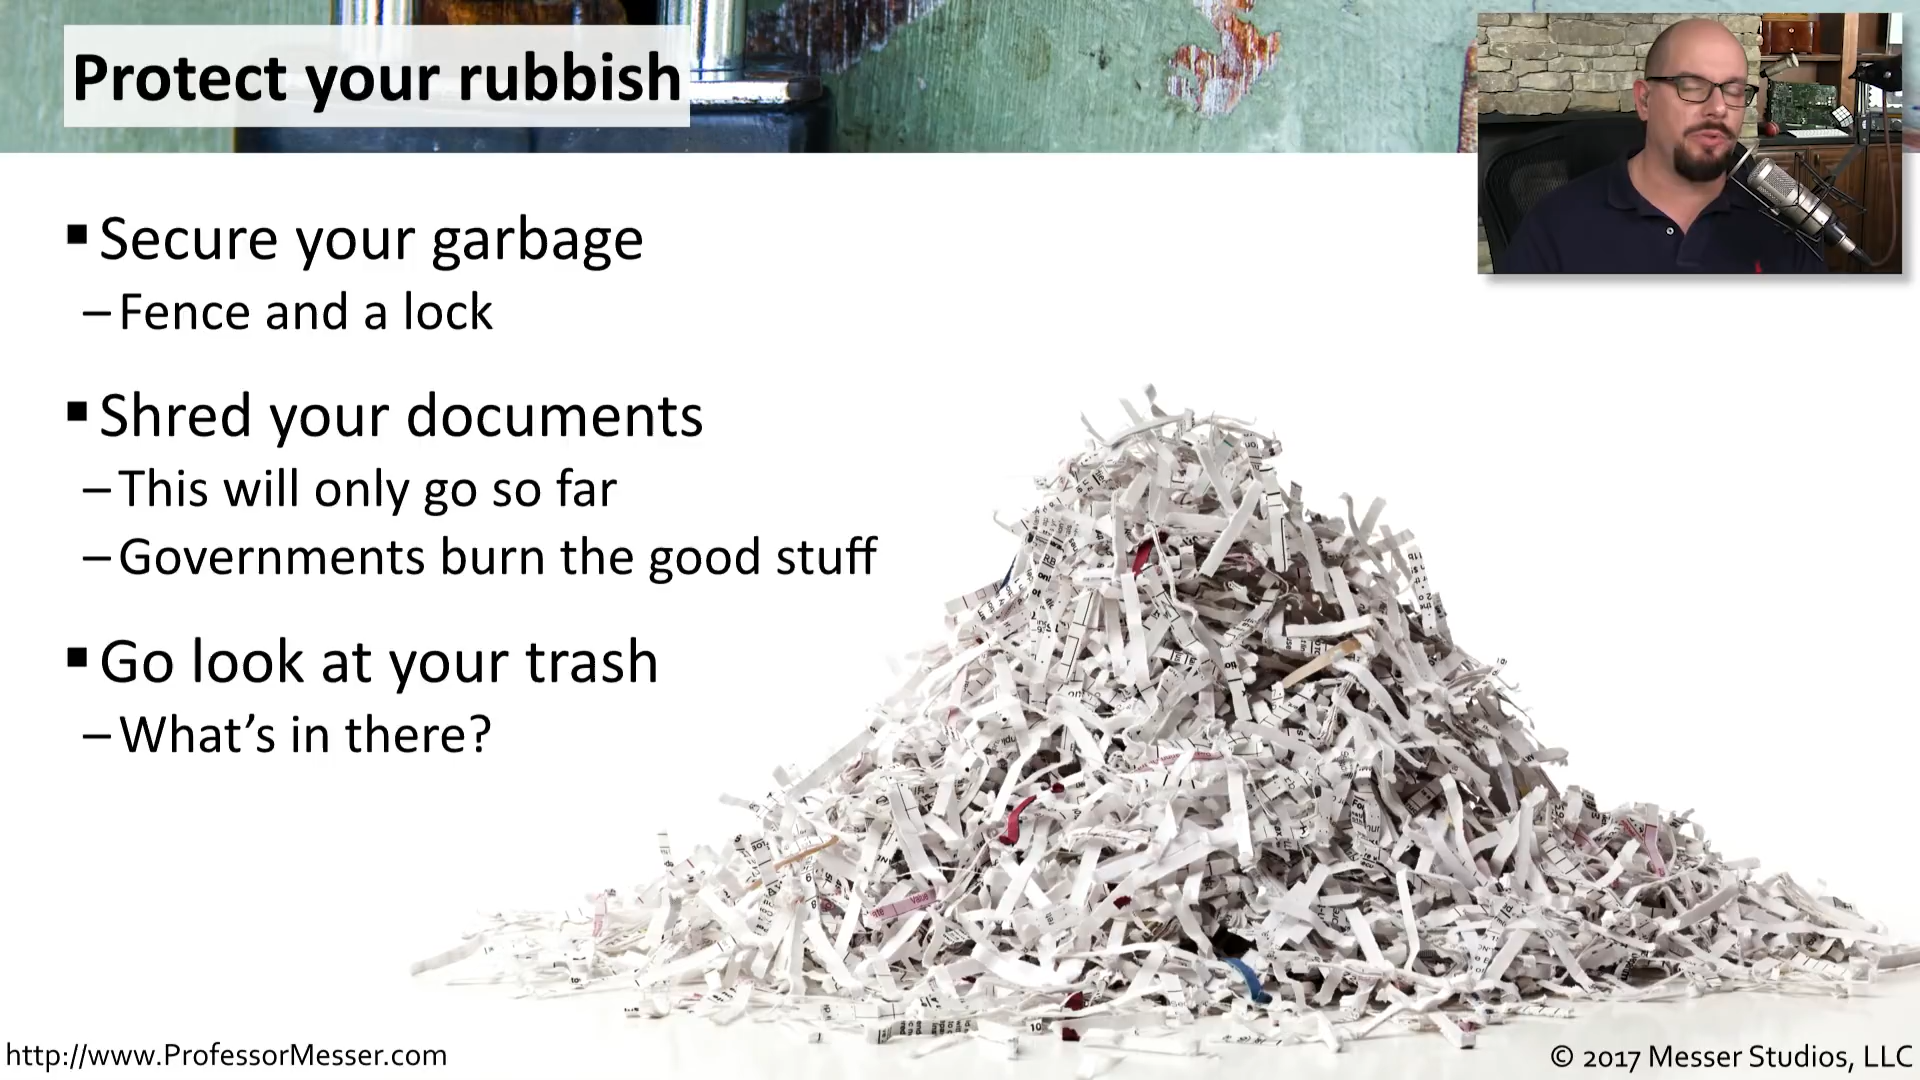 Protect your rubbish
▪ Secure your garbage
– Fence and a lock
▪ Shred your documents
– This will only go so far
– Governments burn the good stuff
▪ Go look at your trash
– What's in there?
http://www.ProfessorMesser.com
© 2017 Messer Studios, LLC